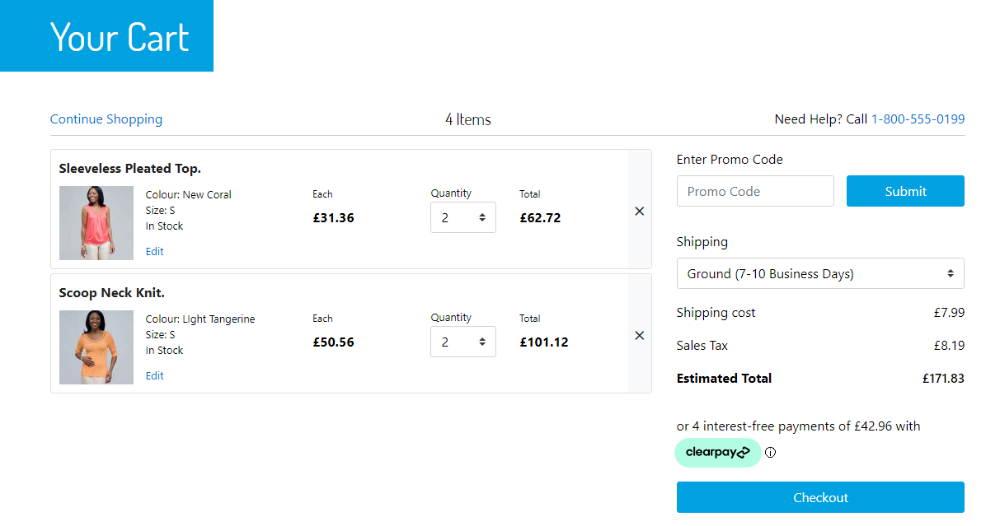 Your Cart
Continue Shopping
4 Items
Need Help? Call 1-800-555-0199
Sleeveless Pleated Top.
Colour: New Coral
Size: S
In Stock
Edit
Each
£31.36
Quantity
2
Total
£62.72
×
Scoop Neck Knit.
Colour: LIght Tangerine
Size: S
In Stock
Edit
Each
£50.56
Quantity
2
Total
£101.12
×
Enter Promo Code
Promo Code
Submit
Shipping
Ground (7-10 Business Days)
Shipping cost £7.99
Sales Tax £8.19
Estimated Total £171.83
or 4 interest-free payments of £42.96 with
clearpay
Checkout